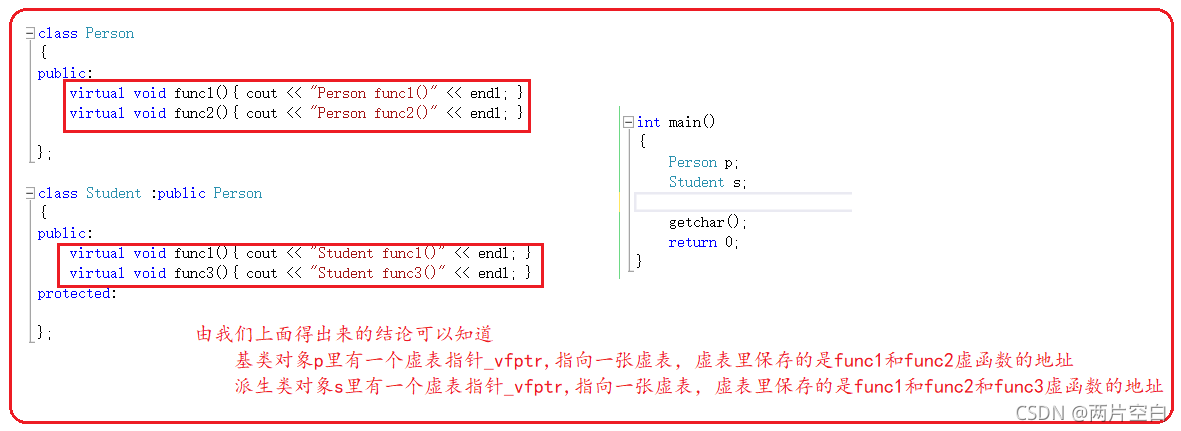 class Person
{
public:
virtual void func1(){ cout << "Person func1()" << endl; }
virtual void func2(){ cout << "Person func2()" << endl; }
};
class Student :public Person
{
public:
virtual void func1(){ cout << "Student func1()" << endl; }
virtual void func3(){ cout << "Student func3()" << endl; }
protected:
};
int main()
{
Person p;
Student s;
getchar();
return 0;
}
由我们上面得出来的结论可以知道
基类对象p里有一个虚表指针_vfptr,指向一张虚表，虚表里保存的是func1和func2虚函数的地址
派生类对象s里有一个虚表指针_vfptr,指向一张虚表，虚表里保存的是func1和func2和func3虚函数的地址
CSDN @两片空白